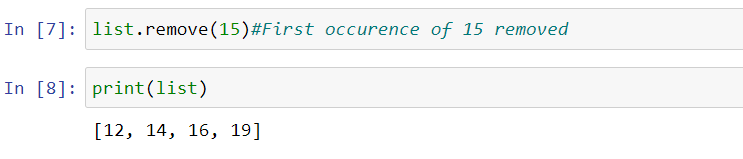 In [7]: list.remove(15)#First occurence of 15 removed
In [8]: print(list)
[12, 14, 16, 19]